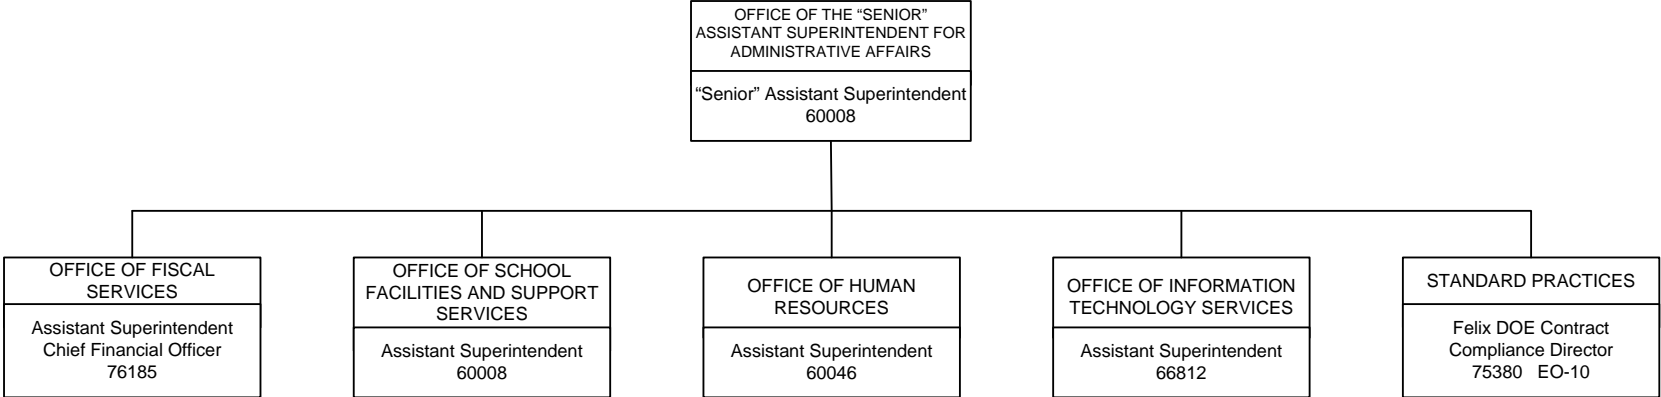 OFFICE OF THE “SENIOR”
ASSISTANT SUPERINTENDENT FOR
ADMINISTRATIVE AFFAIRS
“Senior” Assistant Superintendent
60008
OFFICE OF FISCAL
SERVICES
Assistant Superintendent
Chief Financial Officer
76185
OFFICE OF SCHOOL
FACILITIES AND SUPPORT
SERVICES
Assistant Superintendent
60008
OFFICE OF HUMAN
RESOURCES
Assistant Superintendent
60046
OFFICE OF INFORMATION
TECHNOLOGY SERVICES
Assistant Superintendent
66812
STANDARD PRACTICES
Felix DOE Contract
Compliance Director
75380 EO-10